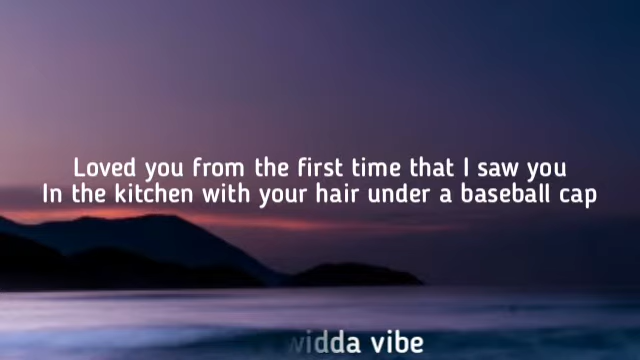 Loved you from the first time that I saw you
In the kitchen with your hair under a baseball cap
vidda vibe